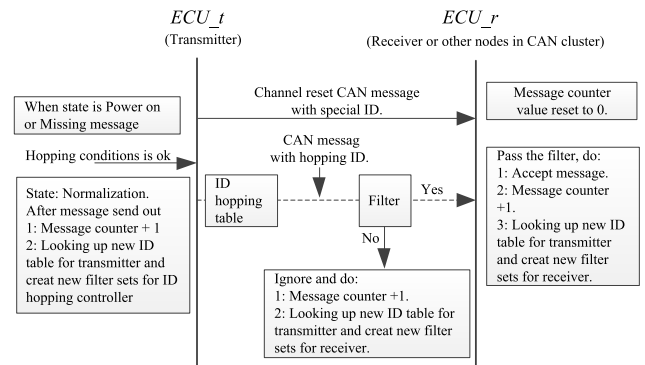 ECU_t
(Transmitter)
ECU_r
(Receiver or other nodes in CAN cluster)
When state is Power on
or Missing message
Channel reset CAN message
with special ID.
Message counter
value reset to 0.
Hopping conditions is ok
CAN messag
with hopping ID.
State: Normalization.
After message send out
1: Message counter + 1
2: Looking up new ID
table for transmitter and
creat new filter sets for ID
hopping controller
ID
hopping
table
Filter
Yes
No
Pass the filter, do:
1: Accept message.
2: Message counter
+1.
3: Looking up new ID
table for transmitter
and creat new filter
sets for receiver.
Ignore and do:
1: Message counter +1.
2: Looking up new ID table for
transmitter and creat new filter
sets for receiver.